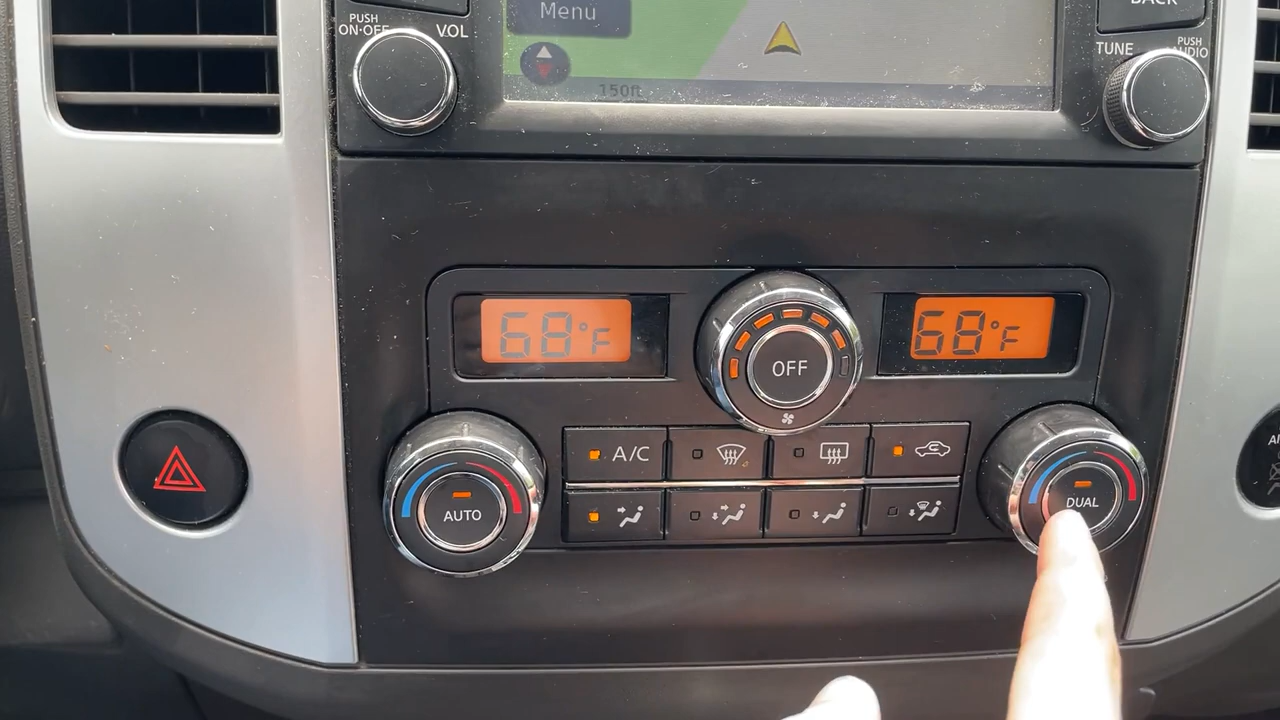 Menu
BACK
PUSH
ON·OFF
VOL
TUNE
PUSH
AUDIO
150ft
68°F
OFF
68°F
A/C
AUTO
DUAL